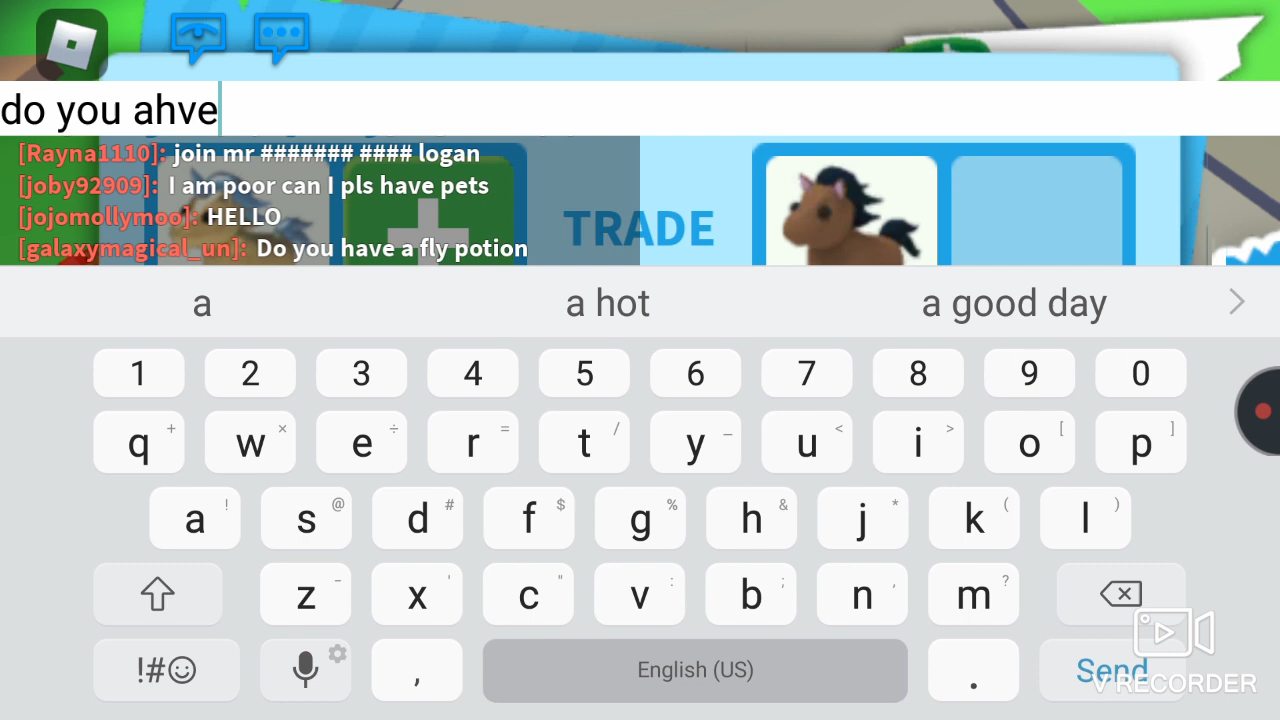 do you ahve
[Rayna1110]: join mr ####### #### logan
[joby92909]: I am poor can I pls have pets
[jojomollymoo]: HELLO
[galaxymagical_un]: Do you have a fly potion
TRADE
a a hot a good day
1 2 3 4 5 6 7 8 9 0
q + w × e ÷ r = t / y _ u < i > o [ p ]
a ! s @ d # f $ g % h & j * k ( l )
z - x ' c " v : b ; n , m ?
!#☺ , English (US) . Send
V RECORDER